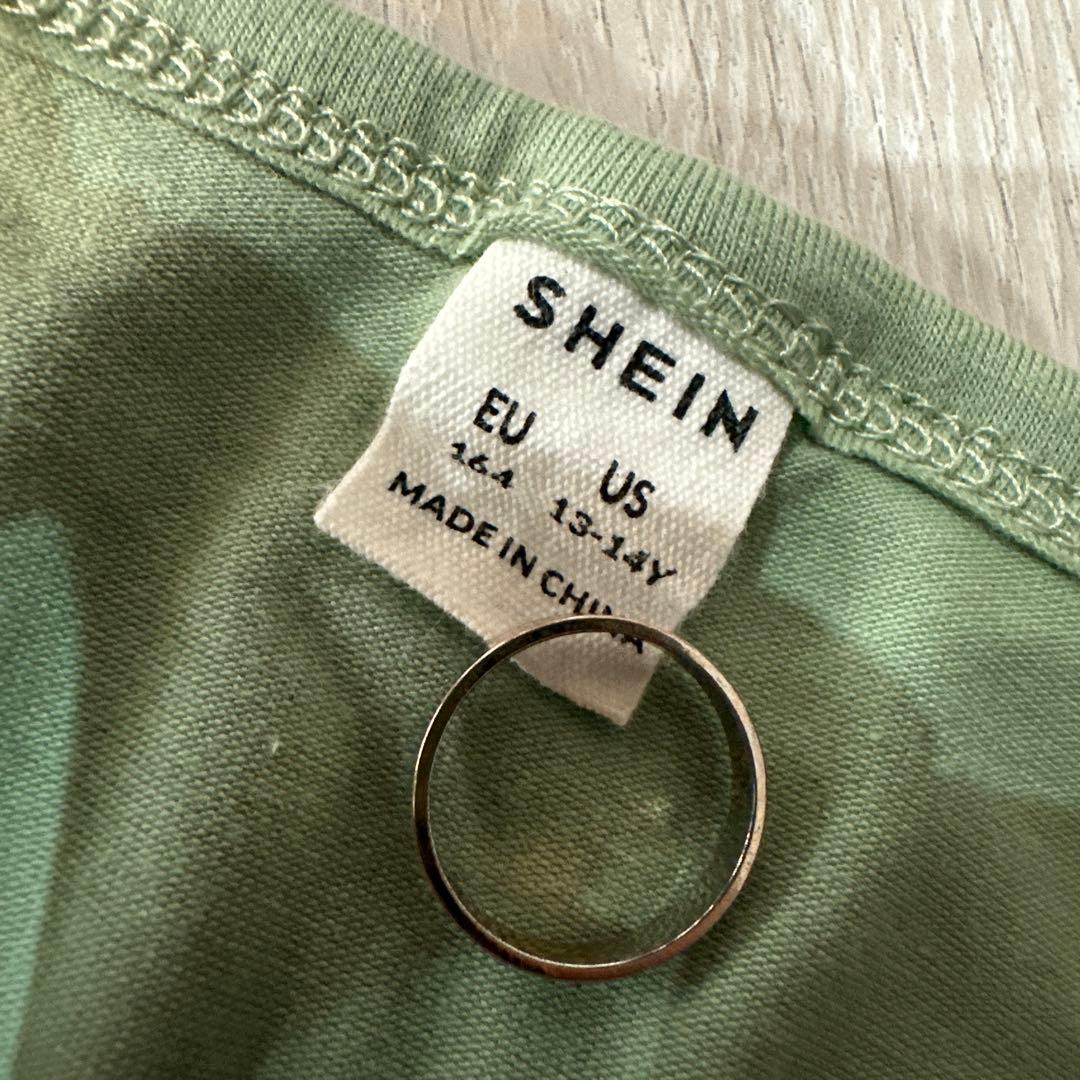 SHEIN
EU US
164 13-14Y
MADE IN CHINA